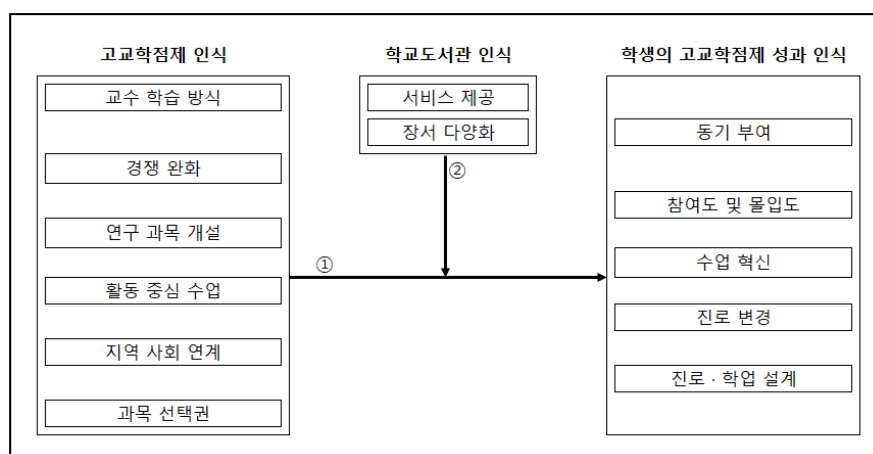 고교학점제 인식
교수 학습 방식
경쟁 완화
연구 과목 개설
활동 중심 수업
지역 사회 연계
과목 선택권
①
학교도서관 인식
서비스 제공
장서 다양화
②
학생의 고교학점제 성과 인식
동기 부여
참여도 및 몰입도
수업 혁신
진로 변경
진로 · 학업 설계